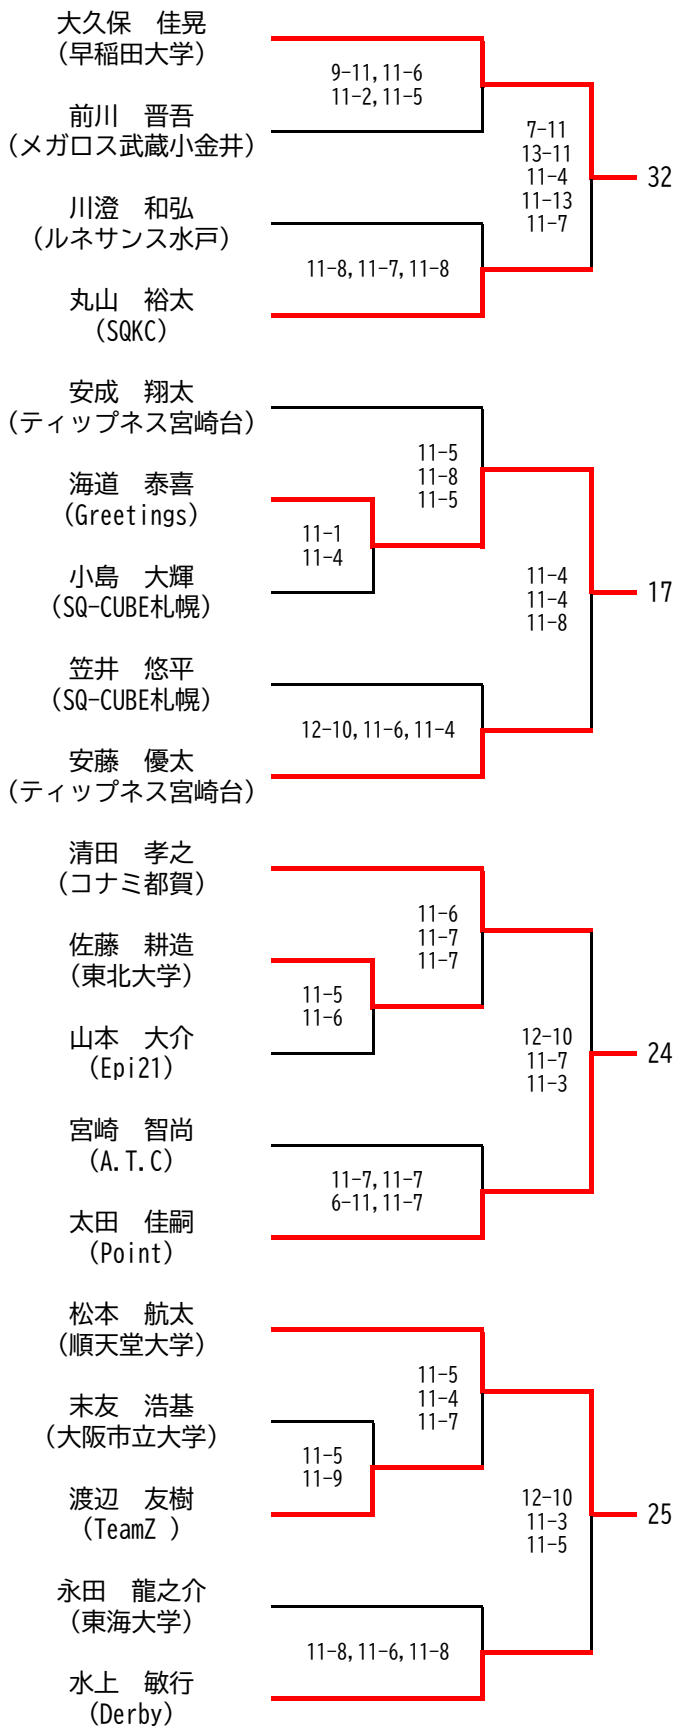 大久保　佳晃
(早稲田大学)
9-11,11-6
11-2,11-5
前川　晋吾
(メガロス武蔵小金井)
7-11
13-11
11-4
11-13
11-7
32
川澄　和弘
(ルネサンス水戸)
11-8,11-7,11-8
丸山　裕太
(SQKC)
安成　翔太
(ティップネス宮崎台)
11-5
11-8
11-5
海道　泰喜
(Greetings)
11-1
11-4
小島　大輝
(SQ-CUBE札幌)
11-4
11-4
11-8
17
笠井　悠平
(SQ-CUBE札幌)
12-10,11-6,11-4
安藤　優太
(ティップネス宮崎台)
清田　孝之
(コナミ都賀)
11-6
11-7
11-7
佐藤　耕造
(東北大学)
11-5
11-6
山本　大介
(Epi21)
12-10
11-7
11-3
24
宮崎　智尚
(A.T.C)
11-7,11-7
6-11,11-7
太田　佳嗣
(Point)
松本　航太
(順天堂大学)
11-5
11-4
11-7
末友　浩基
(大阪市立大学)
11-5
11-9
渡辺　友樹
(TeamZ )
12-10
11-3
11-5
25
永田　龍之介
(東海大学)
11-8,11-6,11-8
水上　敏行
(Derby)